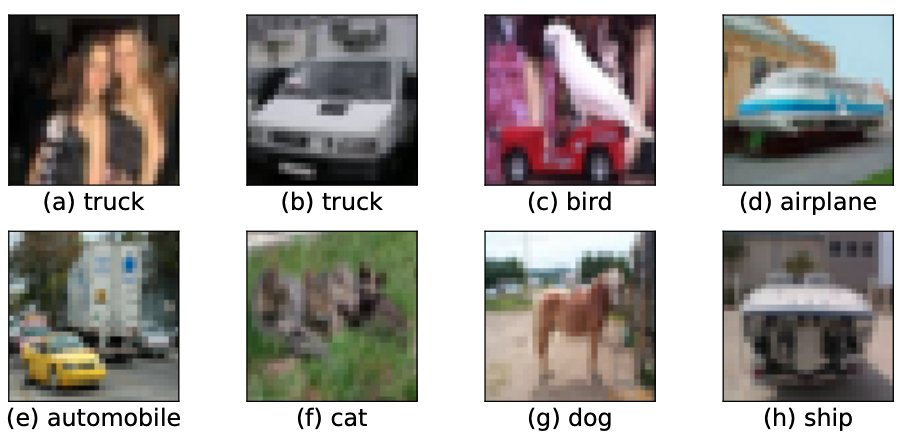 (a) truck
(b) truck
(c) bird
(d) airplane
(e) automobile
(f) cat
(g) dog
(h) ship